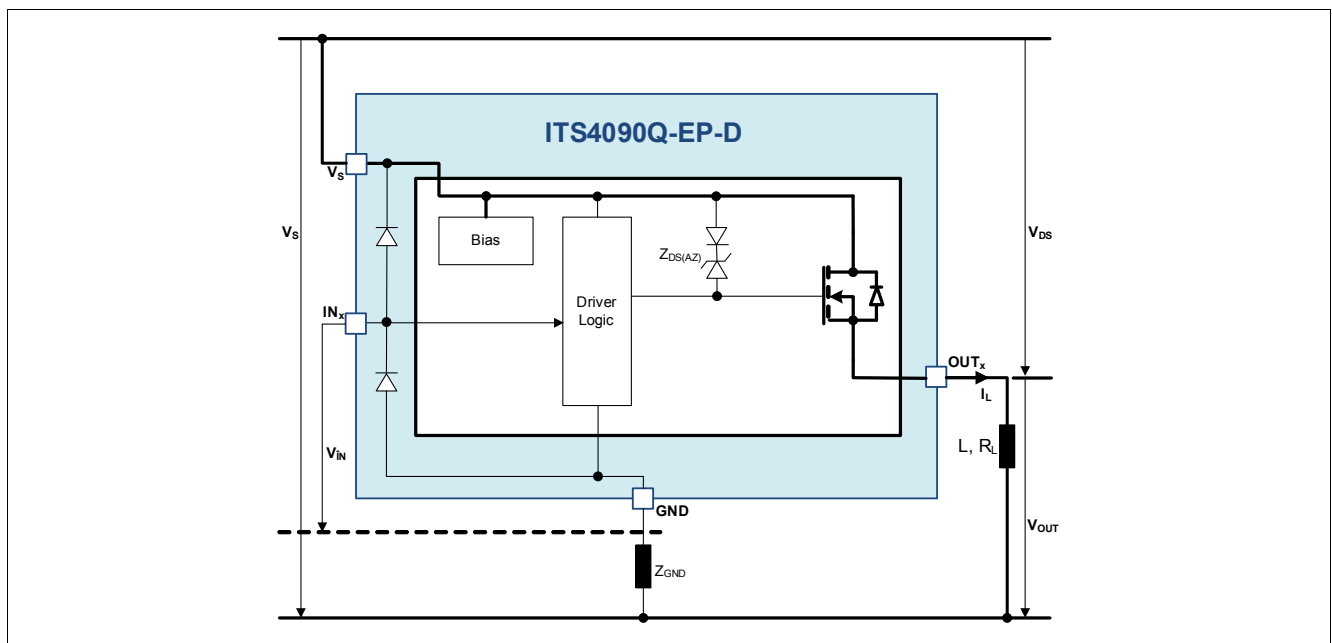 ITS4090Q-EP-D
VS
VS
Bias
ZDS(AZ)
VDS
INx
Driver
Logic
OUTx
IL
L, RL
VIN
GND
VOUT
ZGND